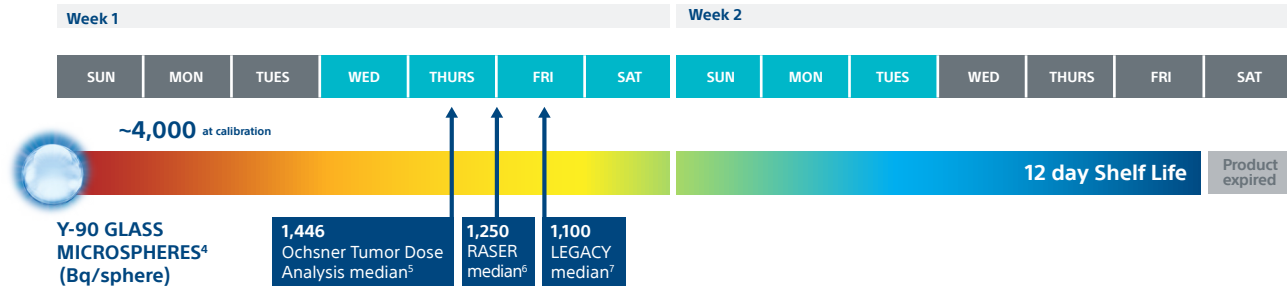 Week 1
Week 2
SUN MON TUES WED THURS FRI SAT SUN MON TUES WED THURS FRI SAT
~4,000 at calibration
12 day Shelf Life
Product
expired
Y-90 GLASS
MICROSPHERES⁴
(Bq/sphere)
1,446
Ochsner Tumor Dose
Analysis median⁵
1,250
RASER
median⁶
1,100
LEGACY
median⁷